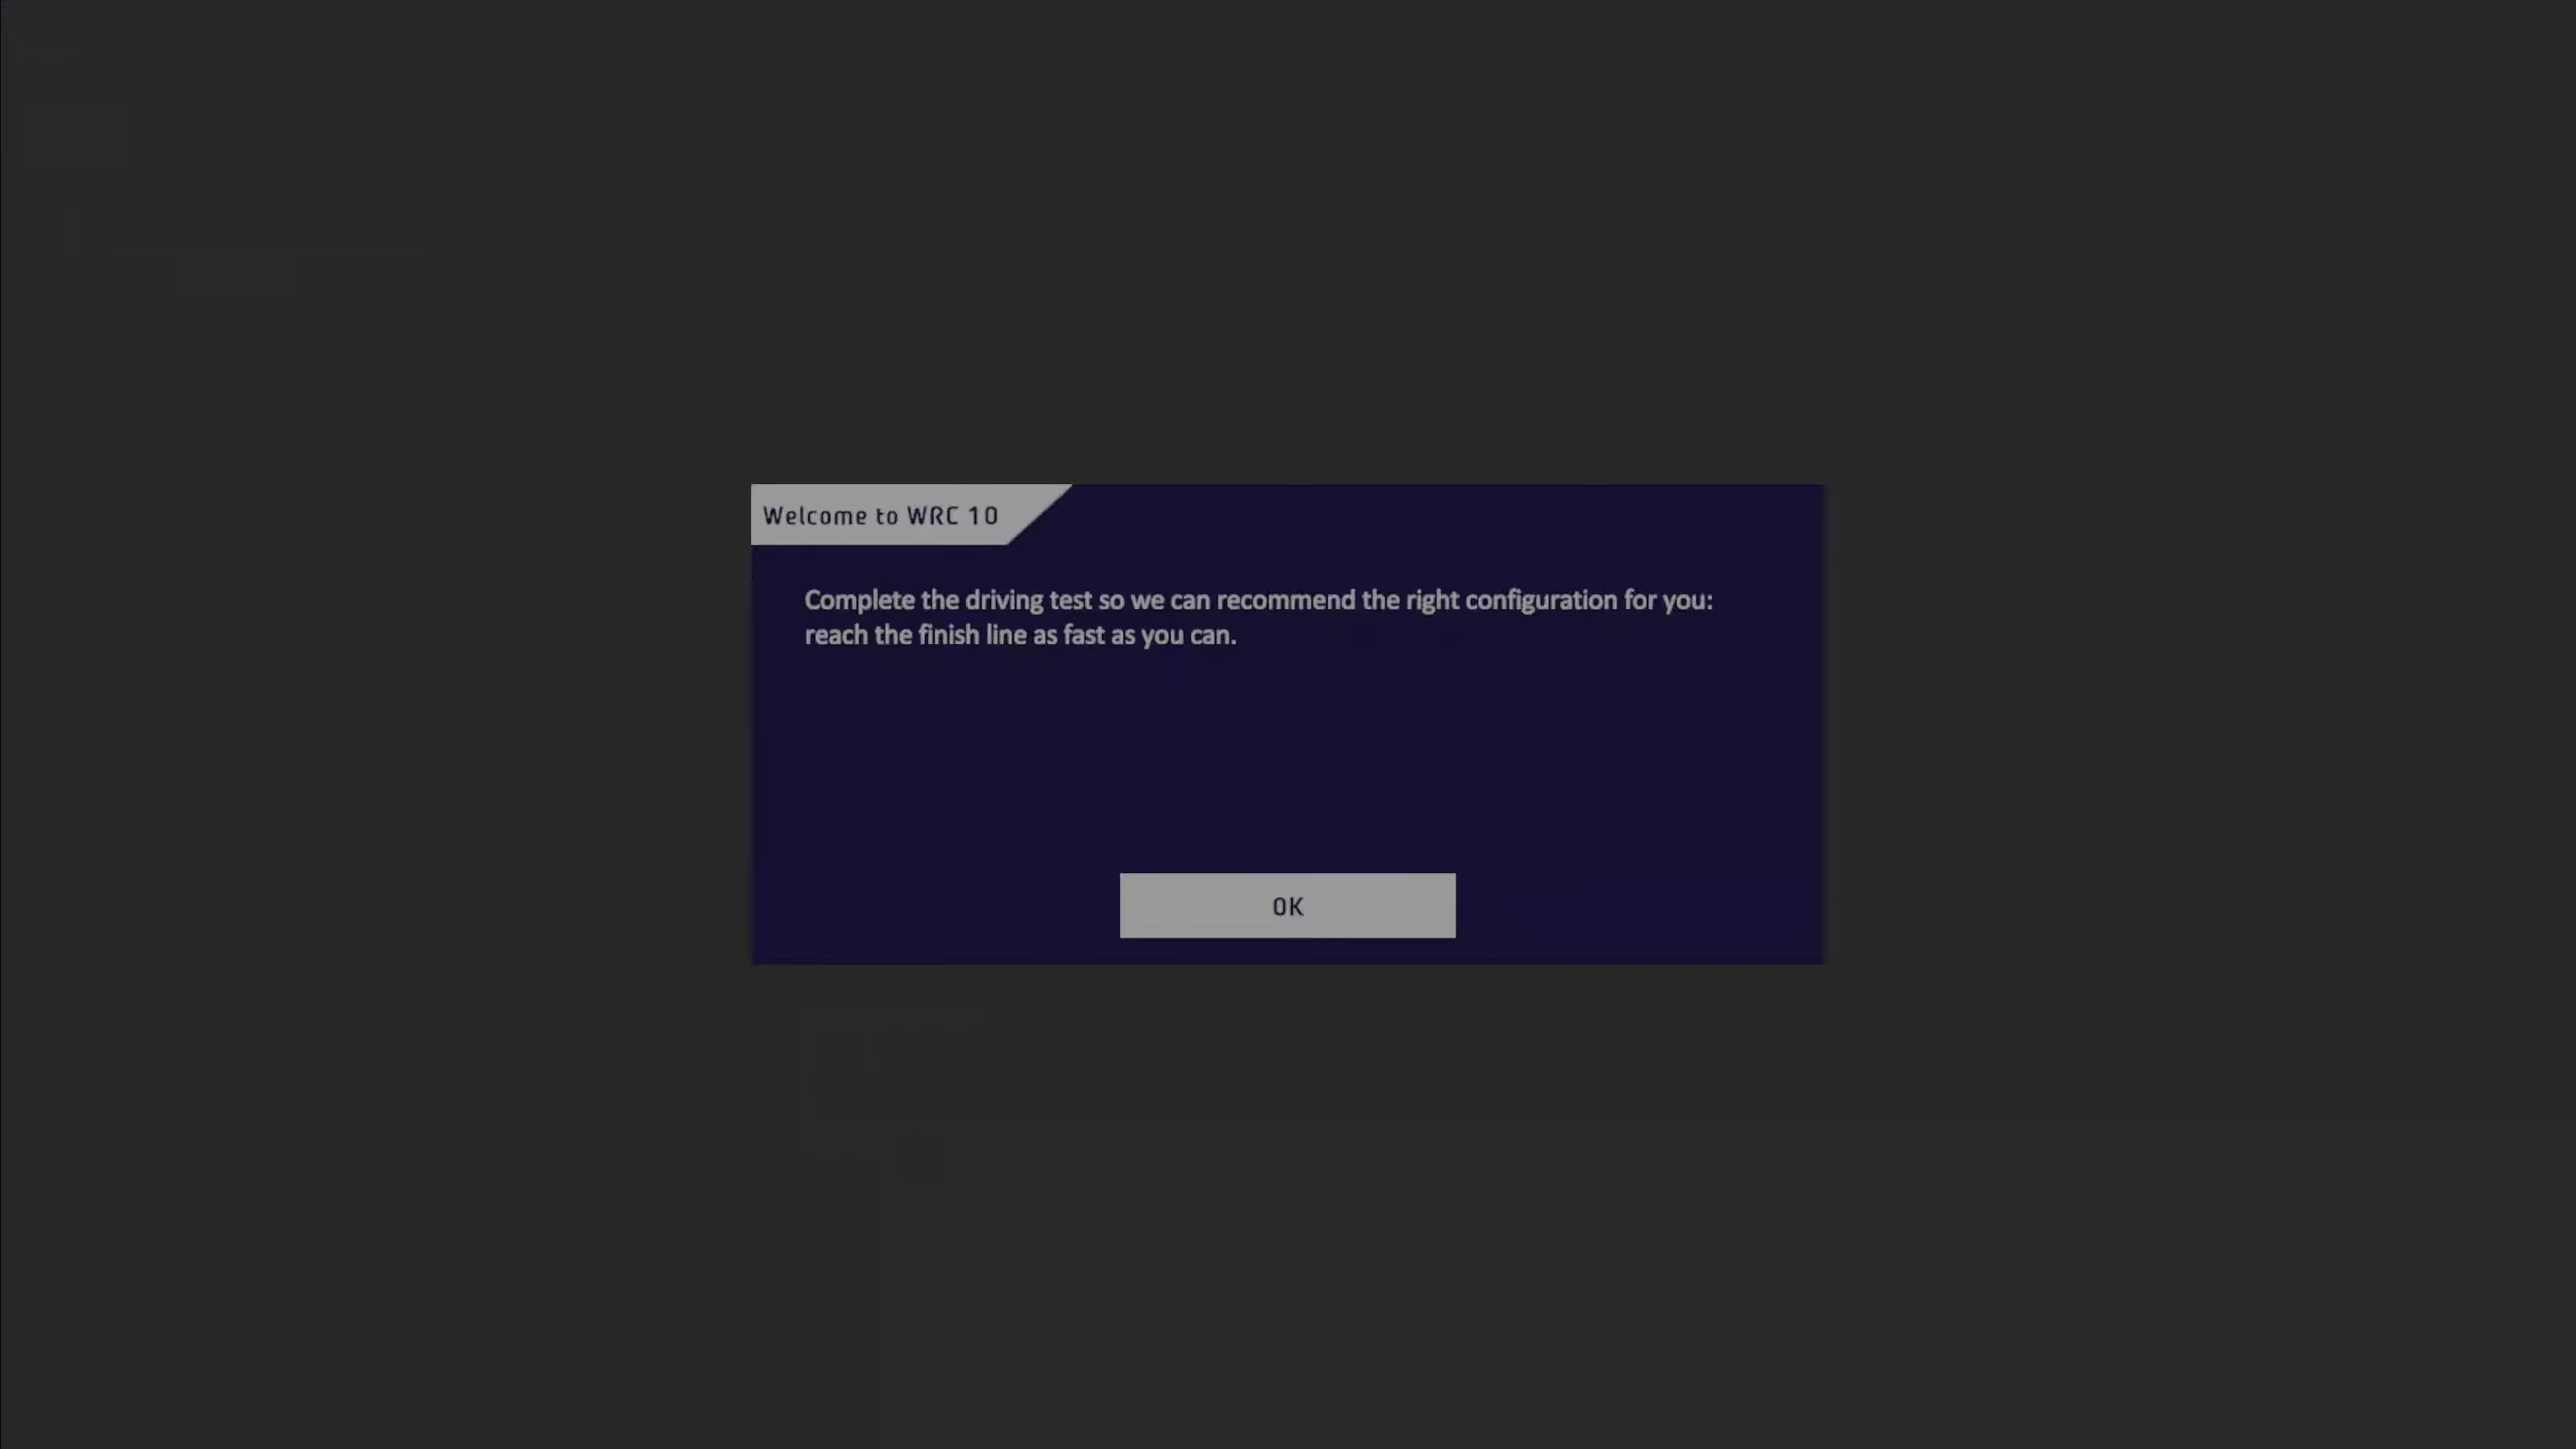 Welcome to WRC 10
Complete the driving test so we can recommend the right configuration for you:
reach the finish line as fast as you can.
OK